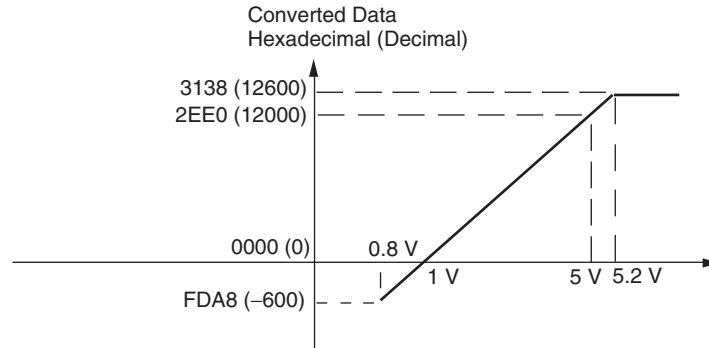 Converted Data
Hexadecimal (Decimal)
3138 (12600)
2EE0 (12000)
0000 (0)
0.8 V
1 V
5 V
5.2 V
FDA8 (–600)